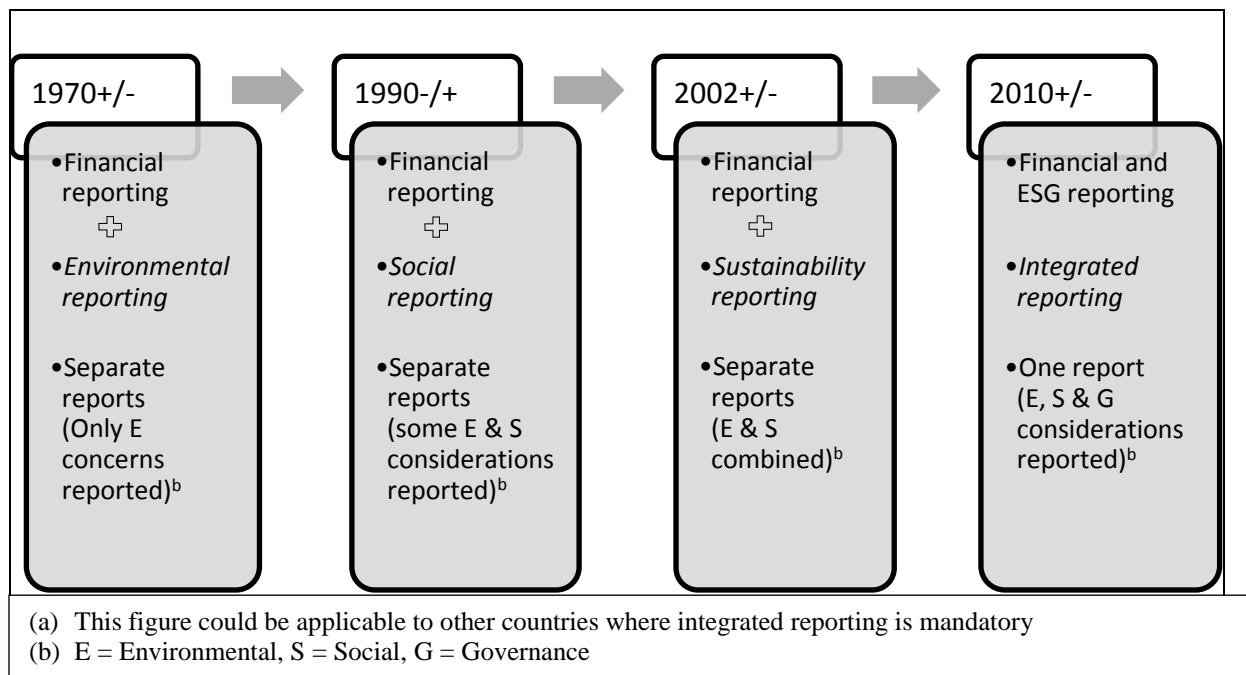 1970+/-
•Financial
reporting
•Environmental
reporting
•Separate
reports
(Only E
concerns
reported)ᵇ
1990-/+
•Financial
reporting
•Social
reporting
•Separate
reports
(some E & S
considerations
reported)ᵇ
2002+/-
•Financial
reporting
•Sustainability
reporting
•Separate
reports
(E & S
combined)ᵇ
2010+/-
•Financial and
ESG reporting
•Integrated
reporting
•One report
(E, S & G
considerations
reported)ᵇ
(a) This figure could be applicable to other countries where integrated reporting is mandatory
(b) E = Environmental, S = Social, G = Governance